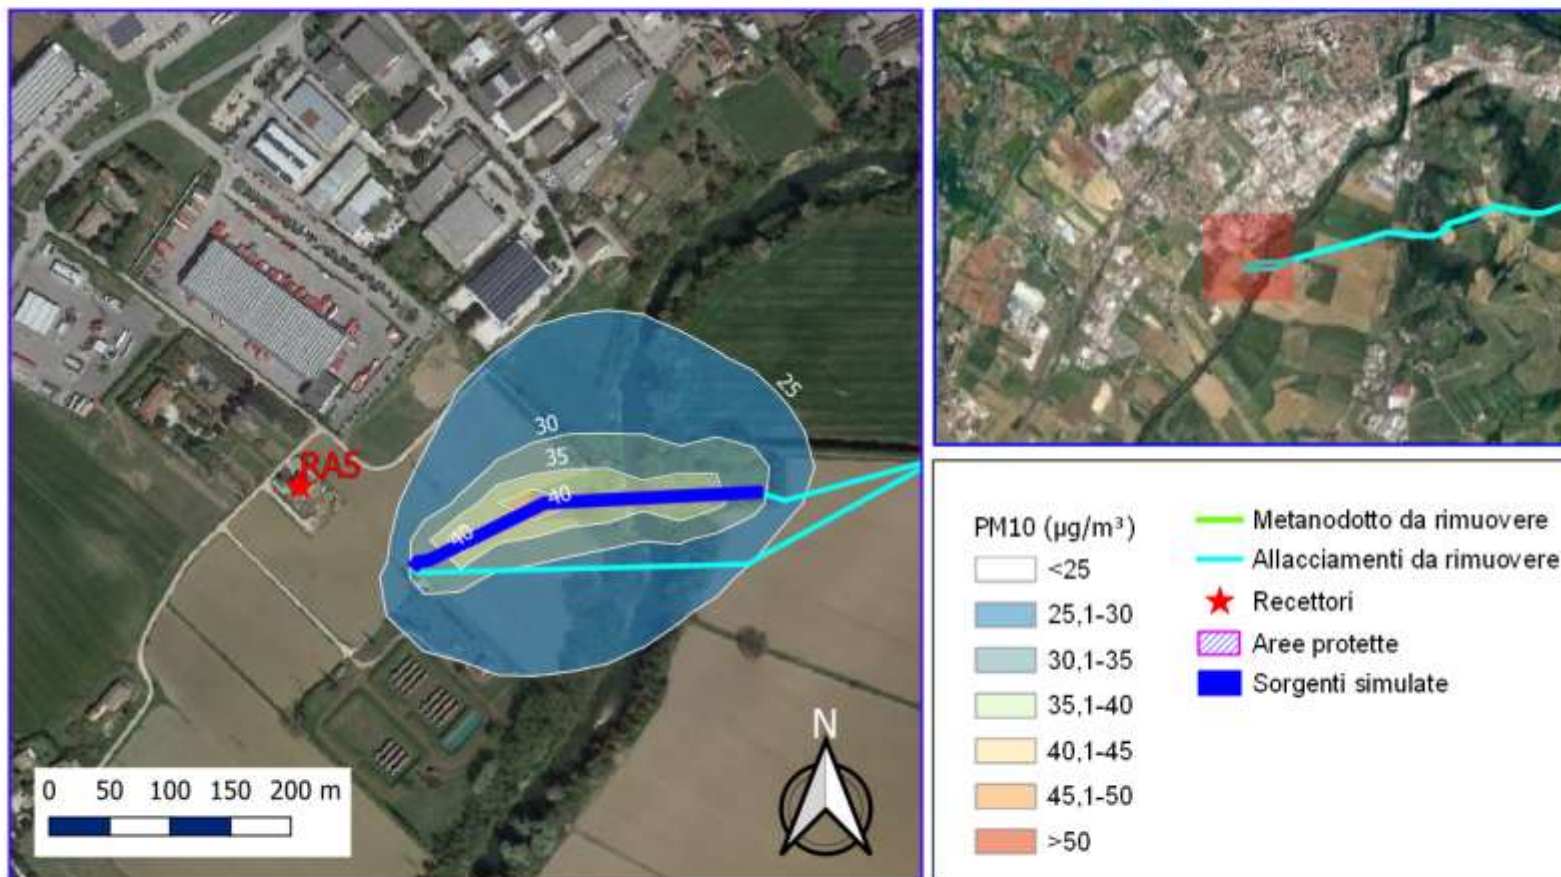 25
30
35
40
40
RAS
N
0 50 100 150 200 m
PM10 (µg/m³)
<25
25,1-30
30,1-35
35,1-40
40,1-45
45,1-50
>50
Metanodotto da rimuovere
Allacciamenti da rimuovere
Recettori
Aree protette
Sorgenti simulate